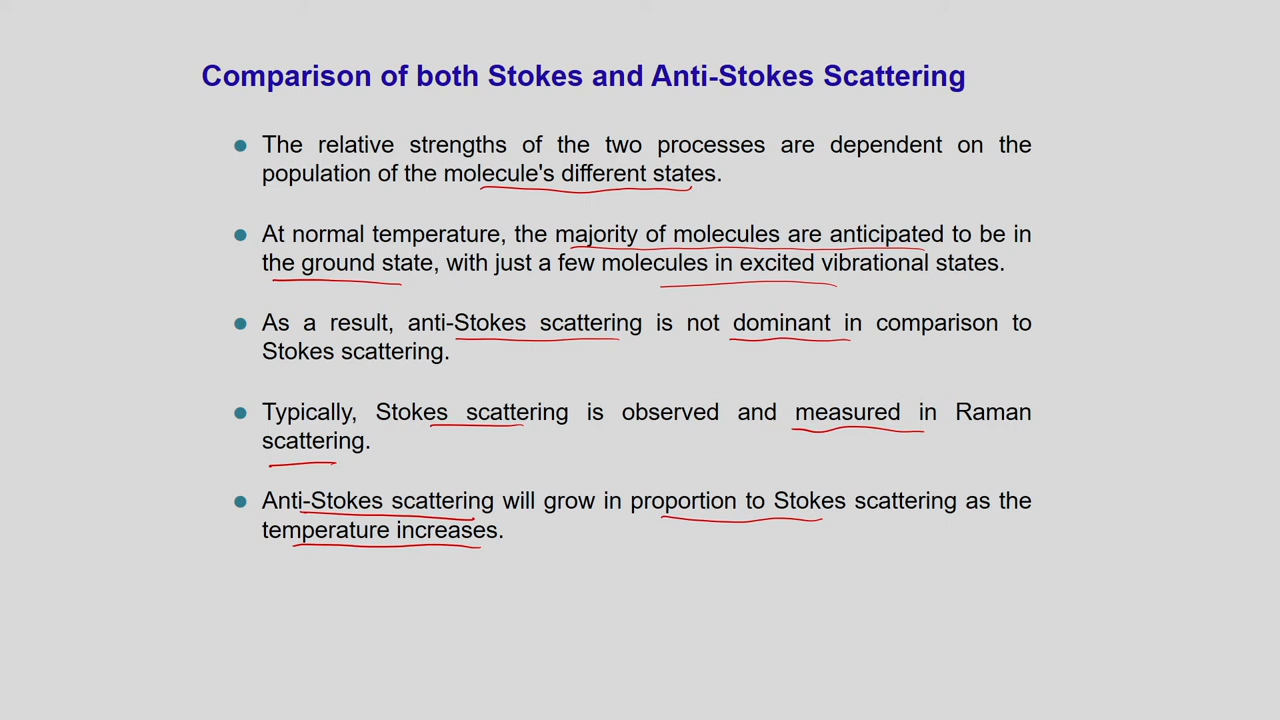 Comparison of both Stokes and Anti-Stokes Scattering
The relative strengths of the two processes are dependent on the
population of the molecule's different states.
At normal temperature, the majority of molecules are anticipated to be in
the ground state, with just a few molecules in excited vibrational states.
As a result, anti-Stokes scattering is not dominant in comparison to
Stokes scattering.
Typically, Stokes scattering is observed and measured in Raman
scattering.
Anti-Stokes scattering will grow in proportion to Stokes scattering as the
temperature increases.